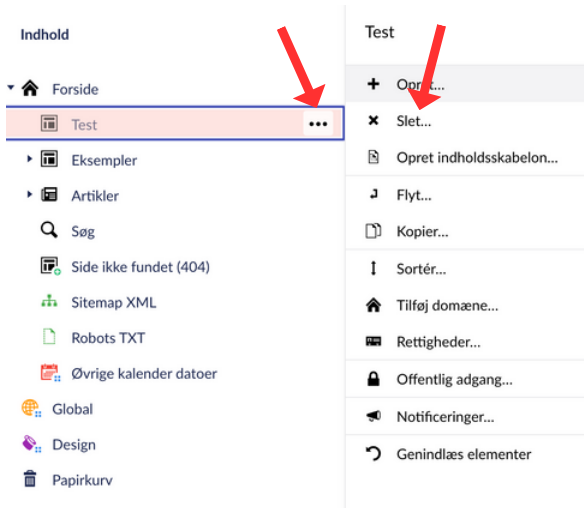 Indhold
Forside
Test
Eksempler
Artikler
Søg
Side ikke fundet (404)
Sitemap XML
Robots TXT
Øvrige kalender datoer
Global
Design
Papirkurv
Test
Opret...
Slet...
Opret indholdsskabelon...
Flyt...
Kopier...
Sortér...
Tilføj domæne...
Rettigheder...
Offentlig adgang...
Notificeringer...
Genindlæs elementer